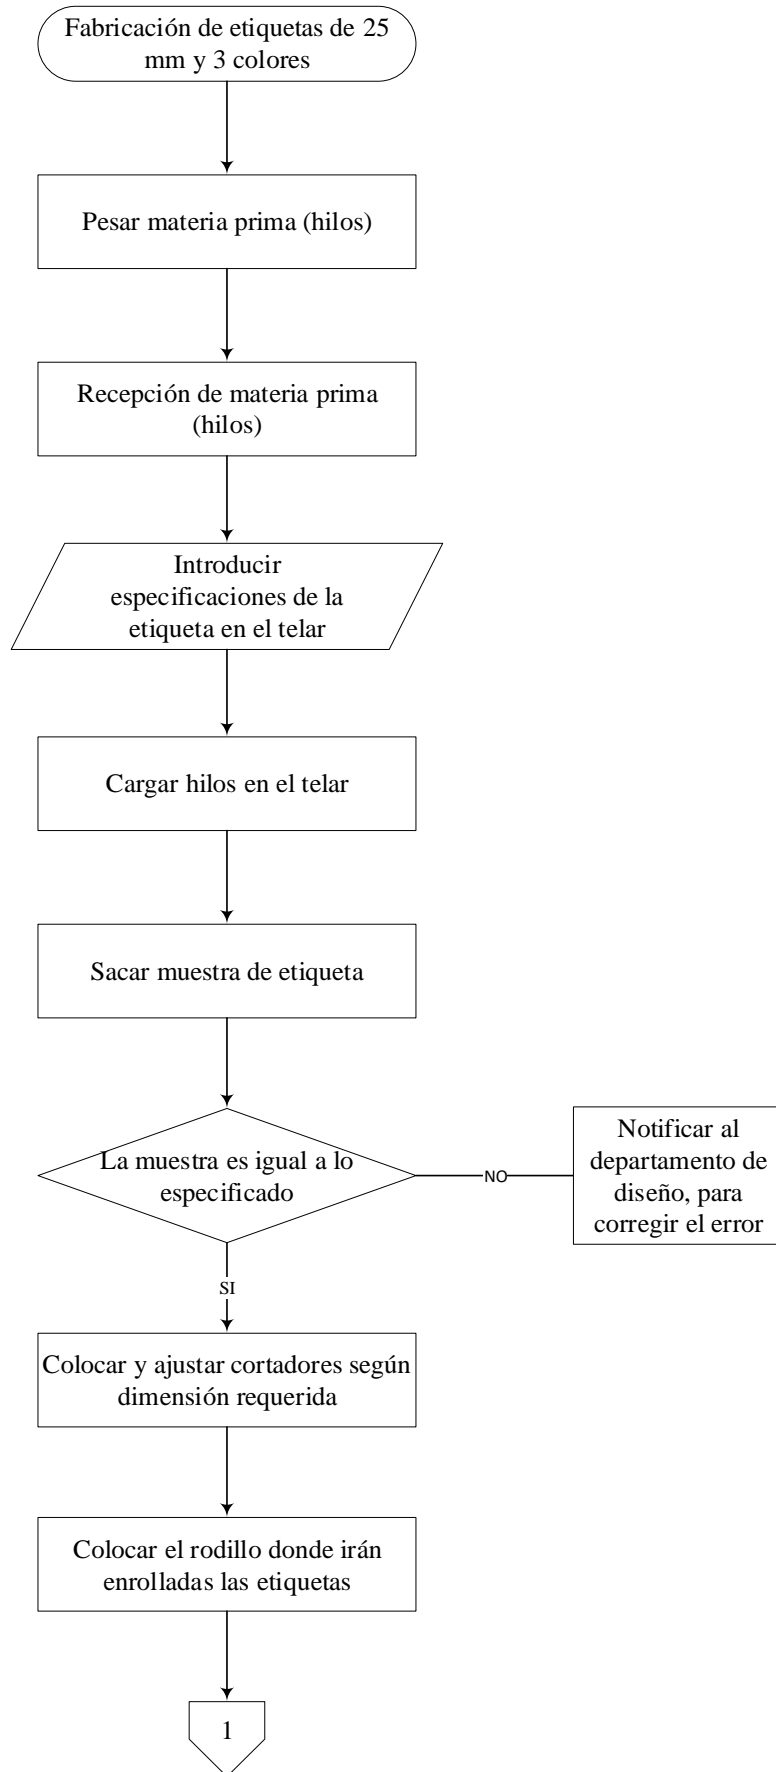 Fabricación de etiquetas de 25
mm y 3 colores
Pesar materia prima (hilos)
Recepción de materia prima
(hilos)
Introducir
especificaciones de la
etiqueta en el telar
Cargar hilos en el telar
Sacar muestra de etiqueta
La muestra es igual a lo
especificado
NO
Notificar al
departamento de
diseño, para
corregir el error
SI
Colocar y ajustar cortadores según
dimensión requerida
Colocar el rodillo donde irán
enrolladas las etiquetas
1